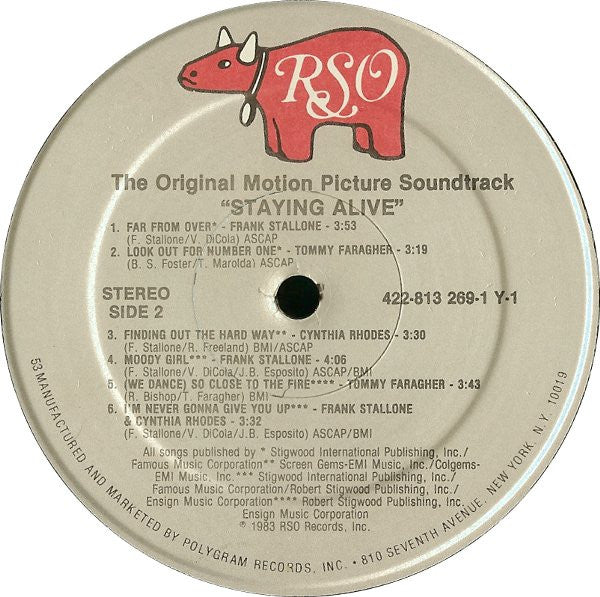 RSO
The Original Motion Picture Soundtrack
"STAYING ALIVE"
1. FAR FROM OVER* - FRANK STALLONE - 3:53
(F. Stallone/V. DiCola) ASCAP
2. LOOK OUT FOR NUMBER ONE* - TOMMY FARAGHER - 3:19
(B. S. Foster/T. Marolda) ASCAP
STEREO
SIDE 2
422-813 269-1 Y-1
3. FINDING OUT THE HARD WAY** - CYNTHIA RHODES - 3:30
(F. Stallone/R. Freeland) BMI/ASCAP
4. MOODY GIRL*** - FRANK STALLONE - 4:06
(F. Stallone/V. DiCola/J.B. Esposito) ASCAP/BMI
5. (WE DANCE) SO CLOSE TO THE FIRE**** - TOMMY FARAGHER - 3:43
(R. Bishop/T. Faragher) BMI/ASCAP
6. I'M NEVER GONNA GIVE YOU UP*** - FRANK STALLONE
& CYNTHIA RHODES - 3:32
(F. Stallone/V. DiCola/J.B. Esposito) ASCAP/BMI
All songs published by * Stigwood International Publishing, Inc./
Famous Music Corporation** Screen Gems-EMI Music, Inc./Colgems-
EMI Music, Inc.*** Stigwood International Publishing, Inc./
Famous Music Corporation/Robert Stigwood Publishing, Inc./
Ensign Music Corporation**** Robert Stigwood Publishing, Inc./
Ensign Music Corporation
℗1983 RSO Records, Inc.
53 MANUFACTURED AND MARKETED BY POLYGRAM RECORDS, INC. • 810 SEVENTH AVENUE, NEW YORK, N.Y. 10019